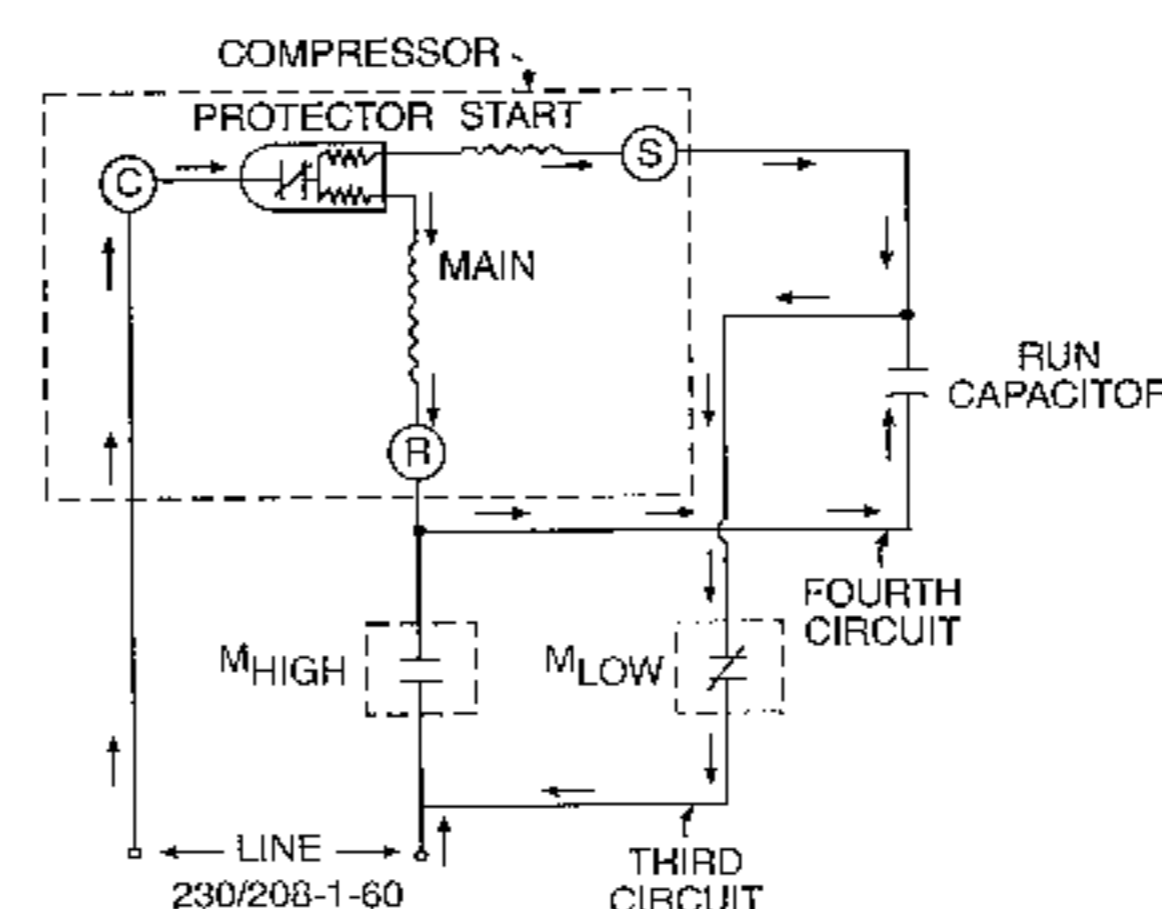 COMPRESSOR
PROTECTOR START
C
S
MAIN
R
RUN
CAPACITOR
FOURTH
CIRCUIT
MHIGH
MLOW
LINE
230/208-1-60
THIRD
CIRCUIT